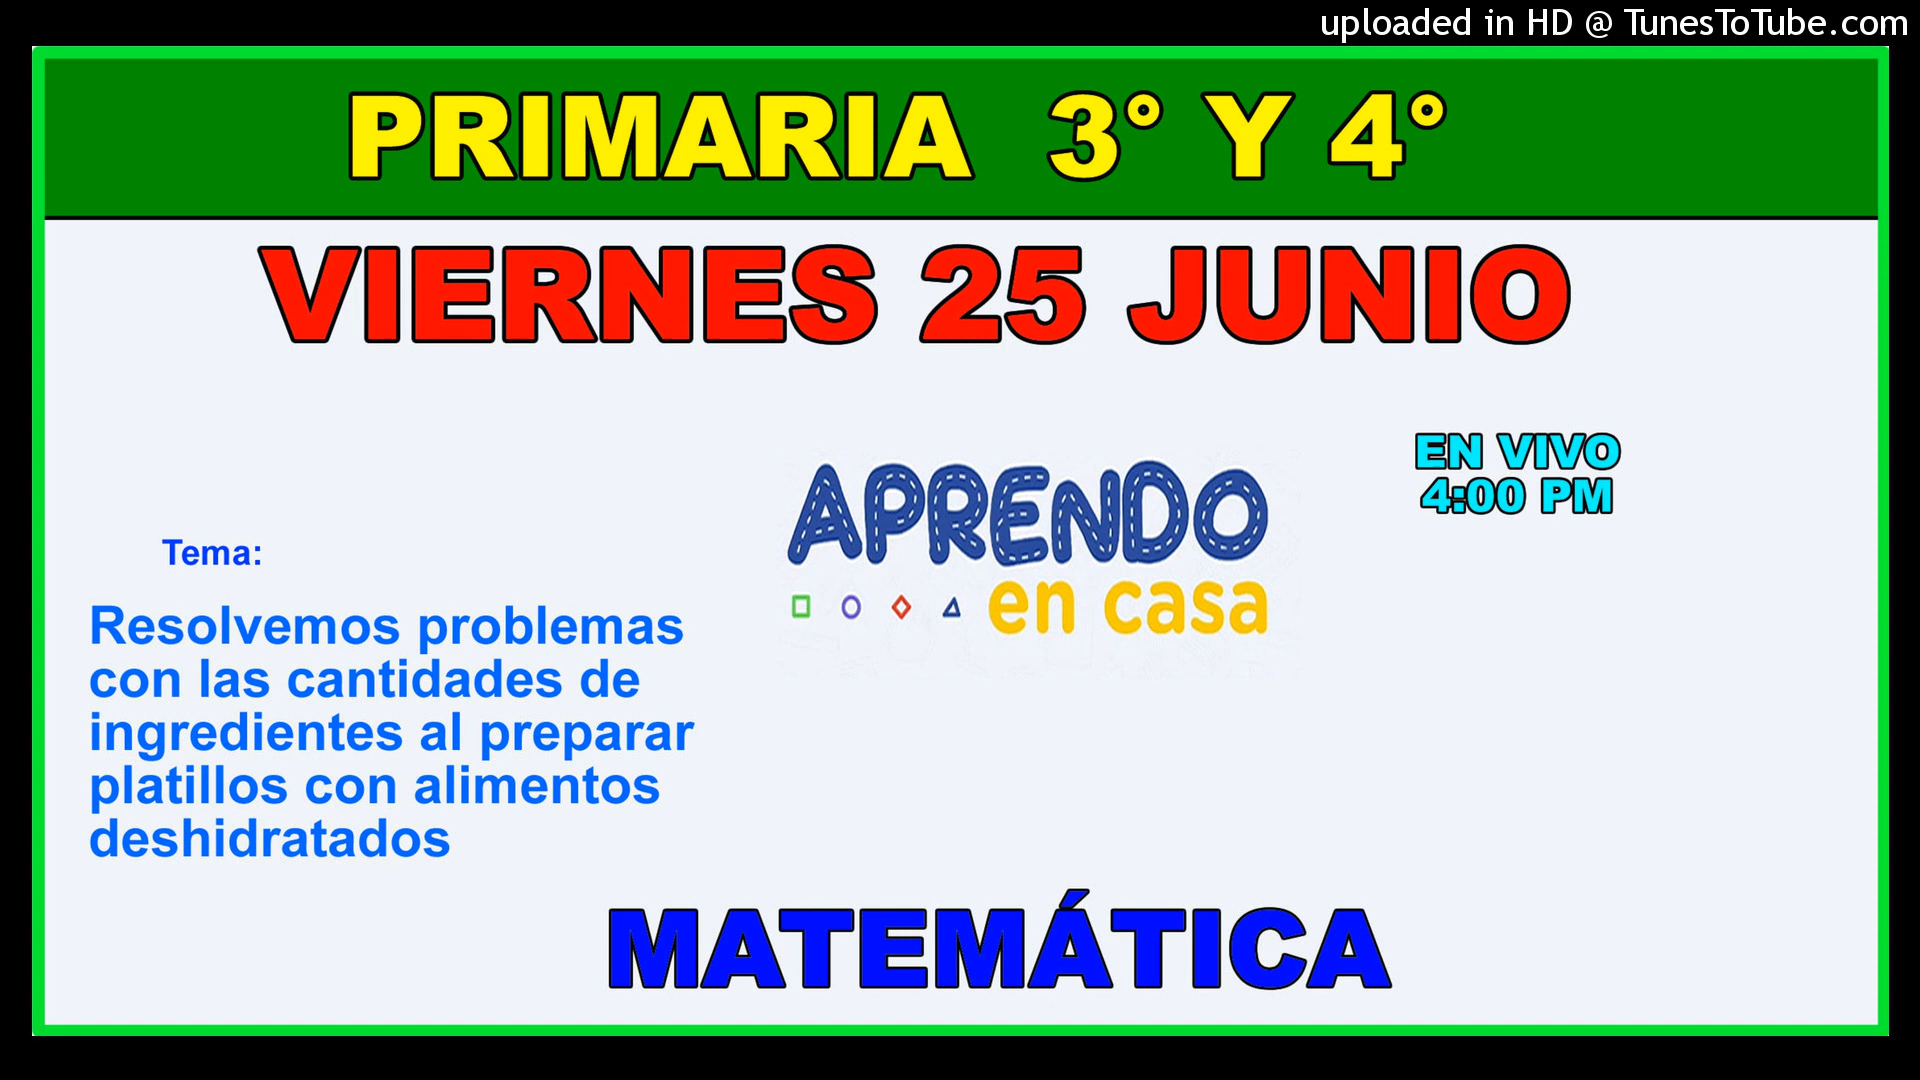 uploaded in HD @ TunesToTube.com
PRIMARIA 3° Y 4°
VIERNES 25 JUNIO
EN VIVO
4:00 PM
APRENDO
en casa
Tema:
Resolvemos problemas
con las cantidades de
ingredientes al preparar
platillos con alimentos
deshidratados
MATEMÁTICA